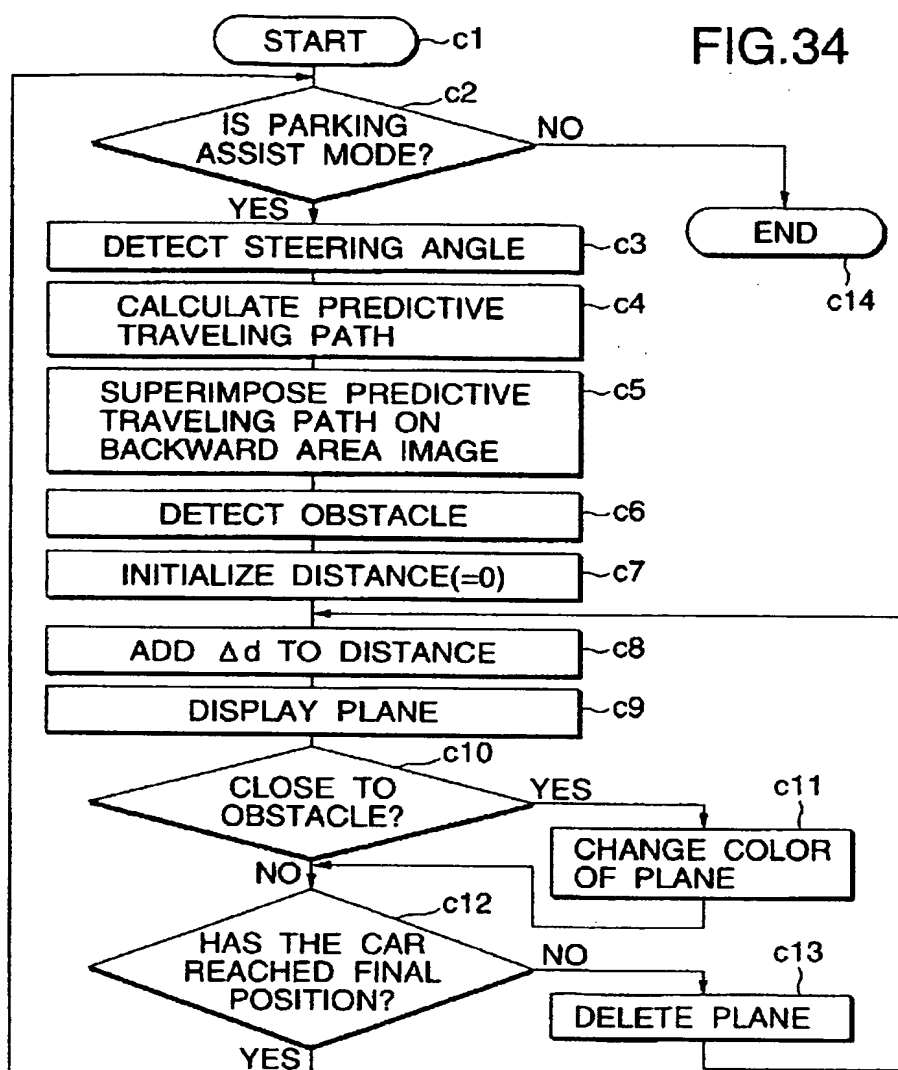 START
c1
FIG.34
c2
IS PARKING
ASSIST MODE?
NO
YES
END
c14
DETECT STEERING ANGLE
c3
CALCULATE PREDICTIVE
TRAVELING PATH
c4
SUPERIMPOSE PREDICTIVE
TRAVELING PATH ON
BACKWARD AREA IMAGE
c5
DETECT OBSTACLE
c6
INITIALIZE DISTANCE(=0)
c7
ADD Δd TO DISTANCE
c8
DISPLAY PLANE
c9
c10
CLOSE TO
OBSTACLE?
YES
c11
CHANGE COLOR
OF PLANE
NO
c12
HAS THE CAR
REACHED FINAL
POSITION?
NO
c13
DELETE PLANE
YES